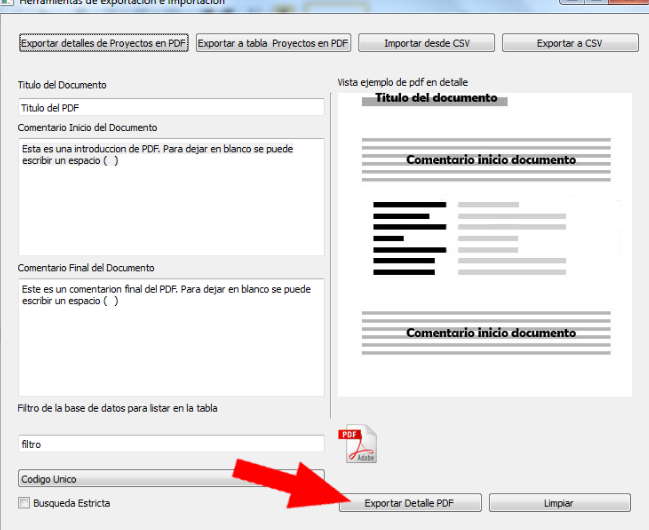 Herramientas de exportacion e importacion
Exportar detalles de Proyectos en PDF
Exportar a tabla Proyectos en PDF
Importar desde CSV
Exportar a CSV
Titulo del Documento
Titulo del PDF
Comentario Inicio del Documento
Esta es una introduccion de PDF. Para dejar en blanco se puede
escribir un espacio ( )
Comentario Final del Documento
Este es un comentarion final del PDF. Para dejar en blanco se puede
escribir un espacio ( )
Filtro de la base de datos para listar en la tabla
filtro
Codigo Unico
Busqueda Estricta
Vista ejemplo de pdf en detalle
Titulo del documento
Comentario inicio documento
Comentario inicio documento
PDF
Adobe
Exportar Detalle PDF
Limpiar